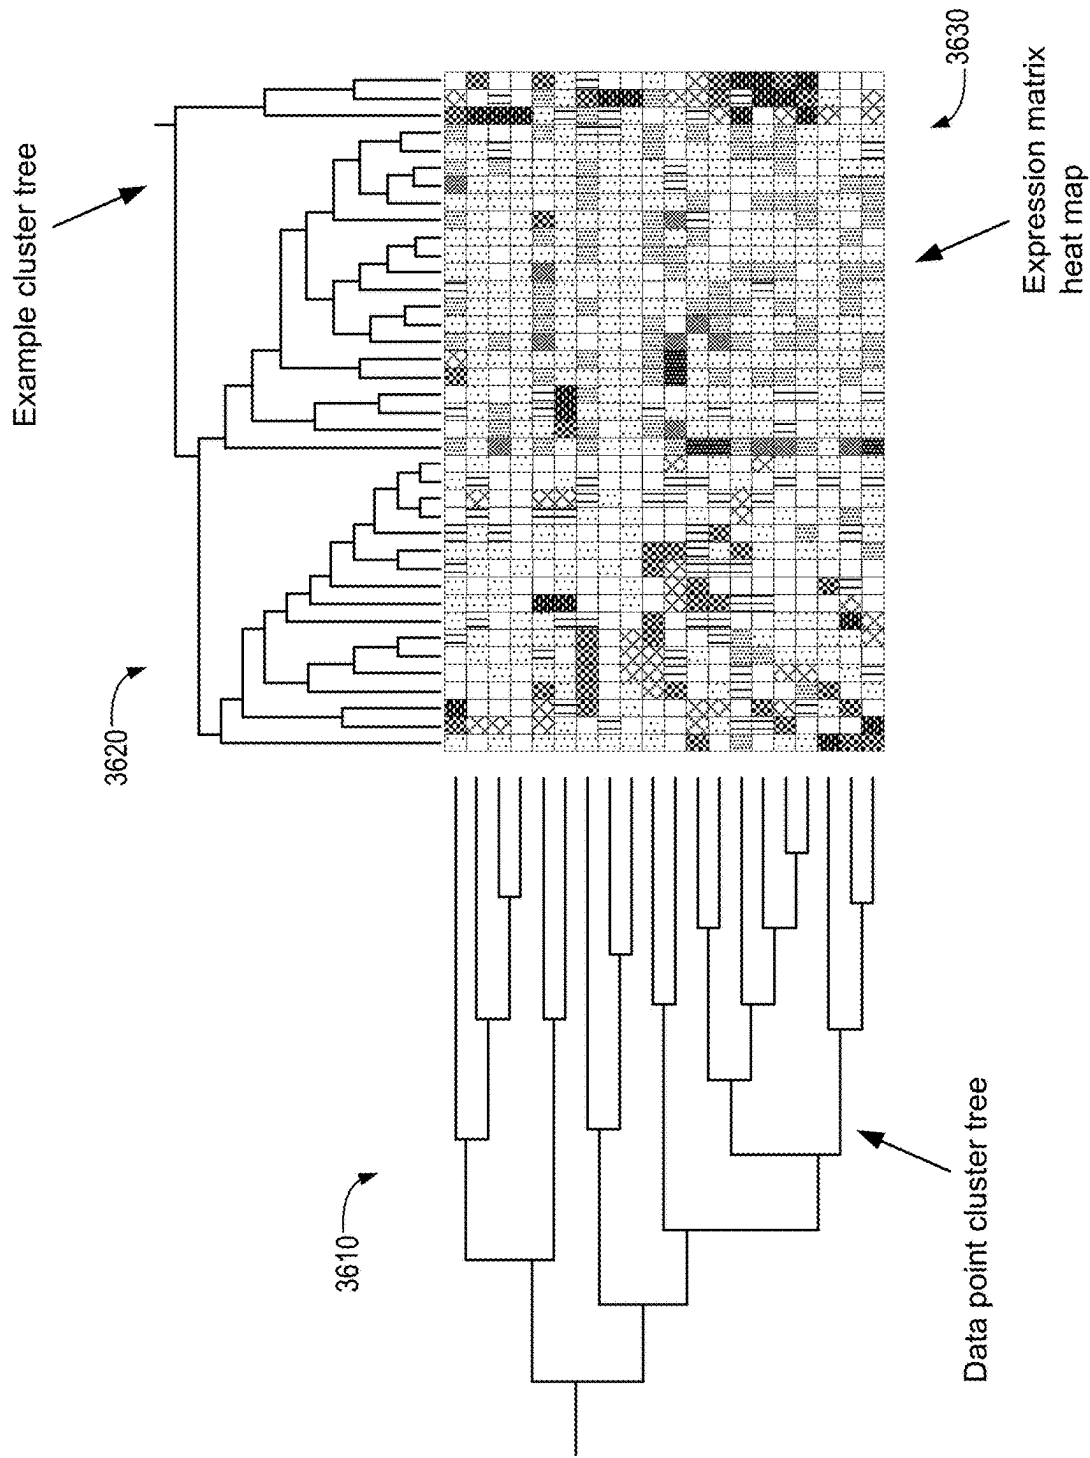 Example cluster tree
3620
3630
Expression matrix
heat map
3610
Data point cluster tree